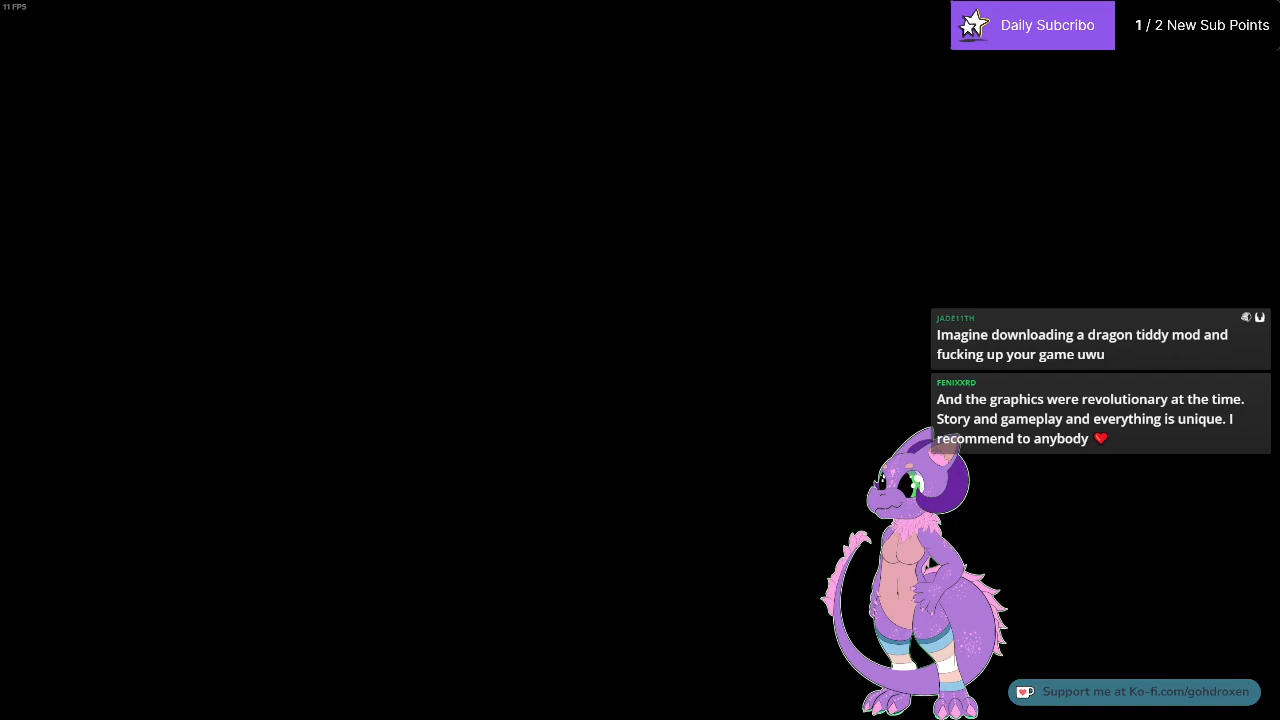 11 FPS
Daily Subcribo
1 / 2 New Sub Points
JADE11TH
Imagine downloading a dragon tiddy mod and
fucking up your game uwu
FENIXXRD
And the graphics were revolutionary at the time.
Story and gameplay and everything is unique. I
recommend to anybody ❤️
Support me at Ko-fi.com/gohdroxen